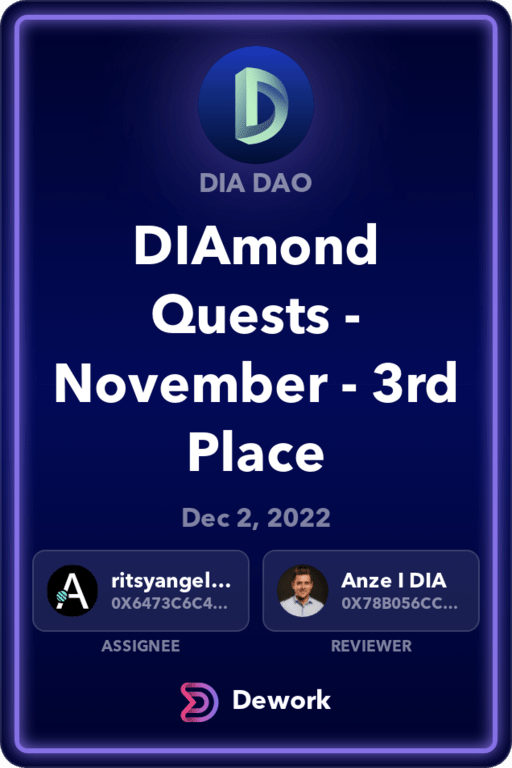 DIA DAO
DIAmond
Quests -
November - 3rd
Place
Dec 2, 2022
ritsyangel...
0X6473C6C4...
ASSIGNEE
Anze I DIA
0X78B056CC...
REVIEWER
Dework